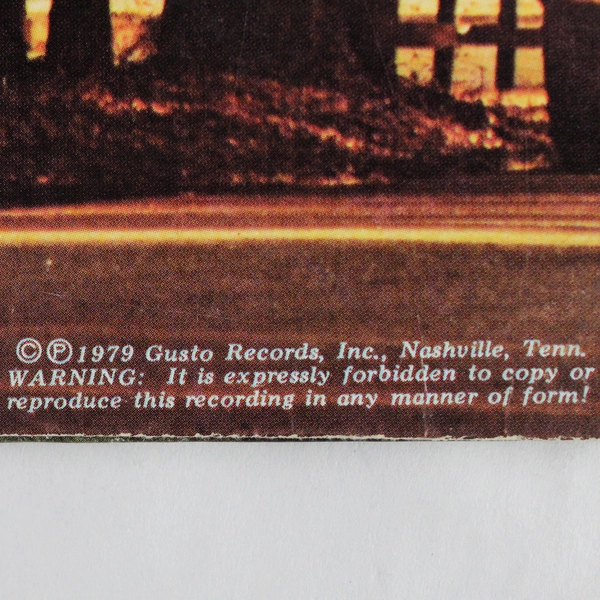 ©℗1979 Gusto Records, Inc., Nashville, Tenn.
WARNING: It is expressly forbidden to copy or
reproduce this recording in any manner of form!